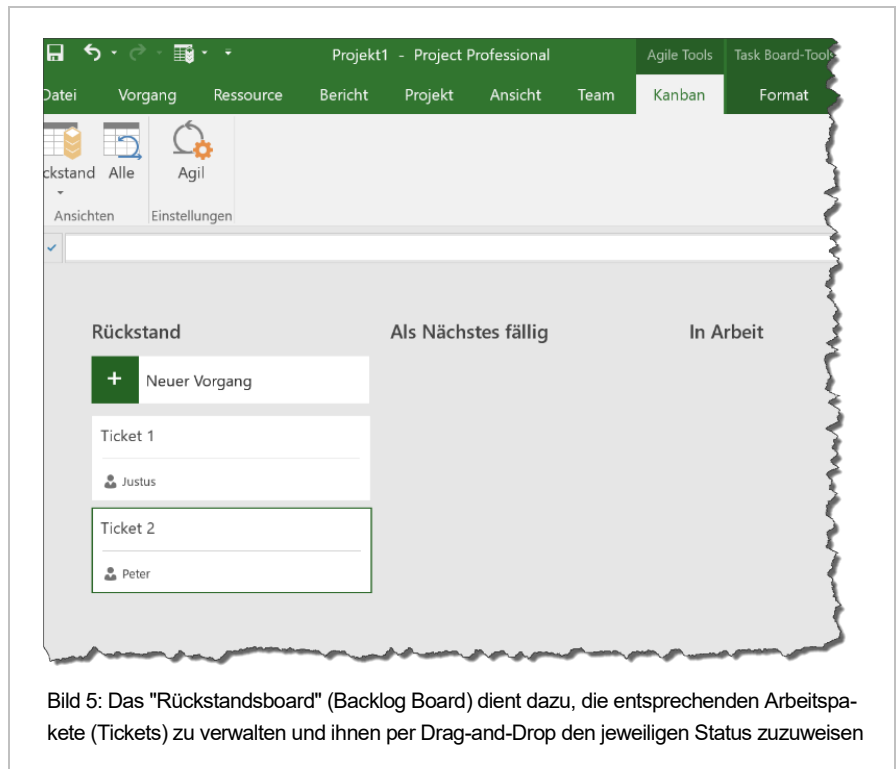 Projekt1 - Project Professional
Agile Tools
Task Board-Tools
Datei Vorgang Ressource Bericht Projekt Ansicht Team Kanban Format
ckstand Alle Agil
Ansichten Einstellungen
Rückstand Als Nächstes fällig In Arbeit
+ Neuer Vorgang
Ticket 1
Justus
Ticket 2
Peter
Bild 5: Das "Rückstandsboard" (Backlog Board) dient dazu, die entsprechenden Arbeitspa-
kete (Tickets) zu verwalten und ihnen per Drag-and-Drop den jeweiligen Status zuzuweisen